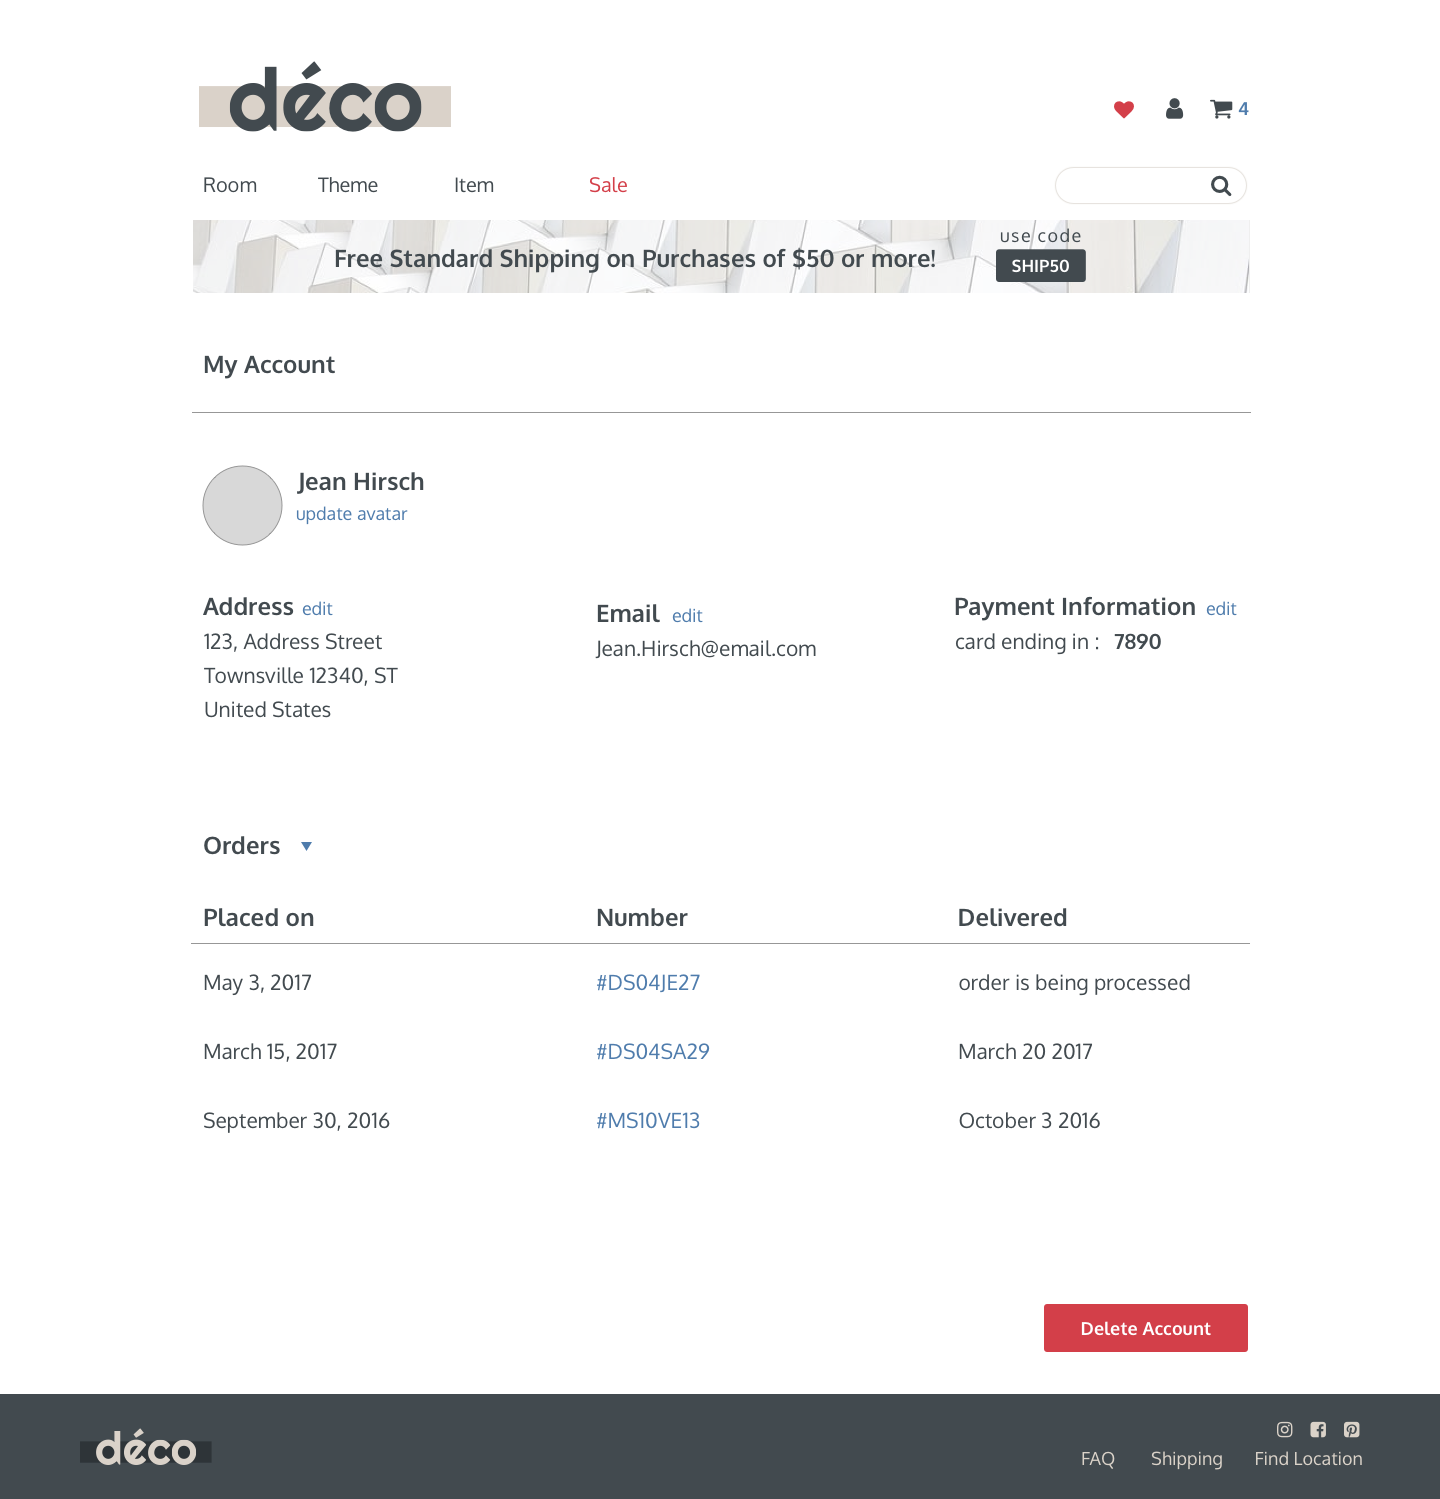 déco
4
Room Theme Item Sale
Free Standard Shipping on Purchases of $50 or more!
use code
SHIP50
My Account
Jean Hirsch
update avatar
Address edit
123, Address Street
Townsville 12340, ST
United States
Email edit
Jean.Hirsch@email.com
Payment Information edit
card ending in : 7890
Orders
Placed on Number Delivered
May 3, 2017 #DS04JE27 order is being processed
March 15, 2017 #DS04SA29 March 20 2017
September 30, 2016 #MS10VE13 October 3 2016
Delete Account
déco
FAQ Shipping Find Location